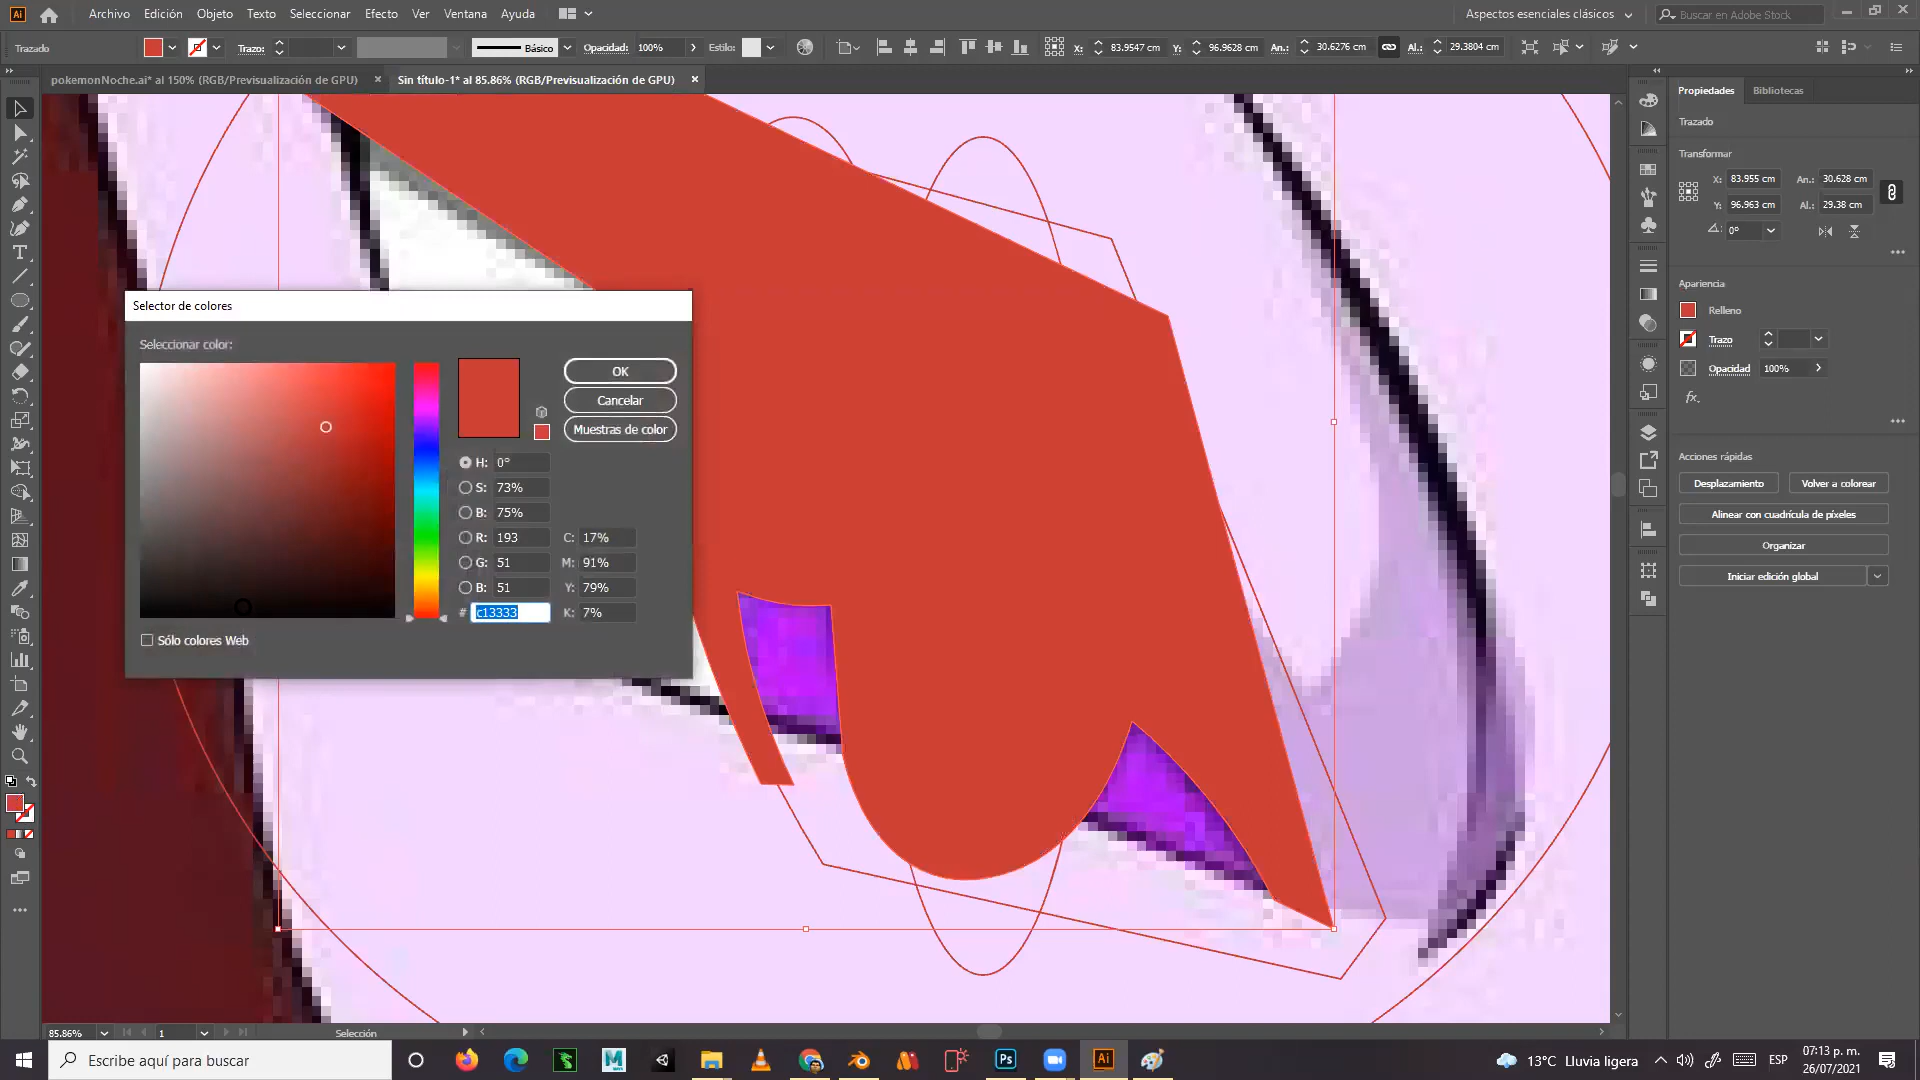 Ai Archivo Edición Objeto Texto Seleccionar Efecto Ver Ventana Ayuda Aspectos esenciales clásicos Buscar en Adobe Stock
Trazado Trazo: Básico Opacidad: 100% Estilo: X: 83.9547 cm Y: 96.9628 cm An.: 30.6276 cm Al.: 29.3804 cm
pokemonNoche.ai* al 150% (RGB/Previsualización de GPU) × Sin título-1* al 85.86% (RGB/Previsualización de GPU) ×
Propiedades Bibliotecas
Trazado
Transformar
X: 83.955 cm An.: 30.628 cm
Y: 96.963 cm Al.: 29.38 cm
0°
Apariencia
Relleno
Trazo
Opacidad 100%
fx.
Acciones rápidas
Desplazamiento Volver a colorear
Alinear con cuadrícula de píxeles
Organizar
Iniciar edición global
Selector de colores
Seleccionar color:
OK
Cancelar
Muestras de color
H: 0°
S: 73%
B: 75%
R: 193 C: 17%
G: 51 M: 91%
B: 51 Y: 79%
# c13333 K: 7%
Sólo colores Web
85.86% 1 Selección
Escribe aquí para buscar
Ps Ai
13°C Lluvia ligera ESP
07:13 p. m.
26/07/2021